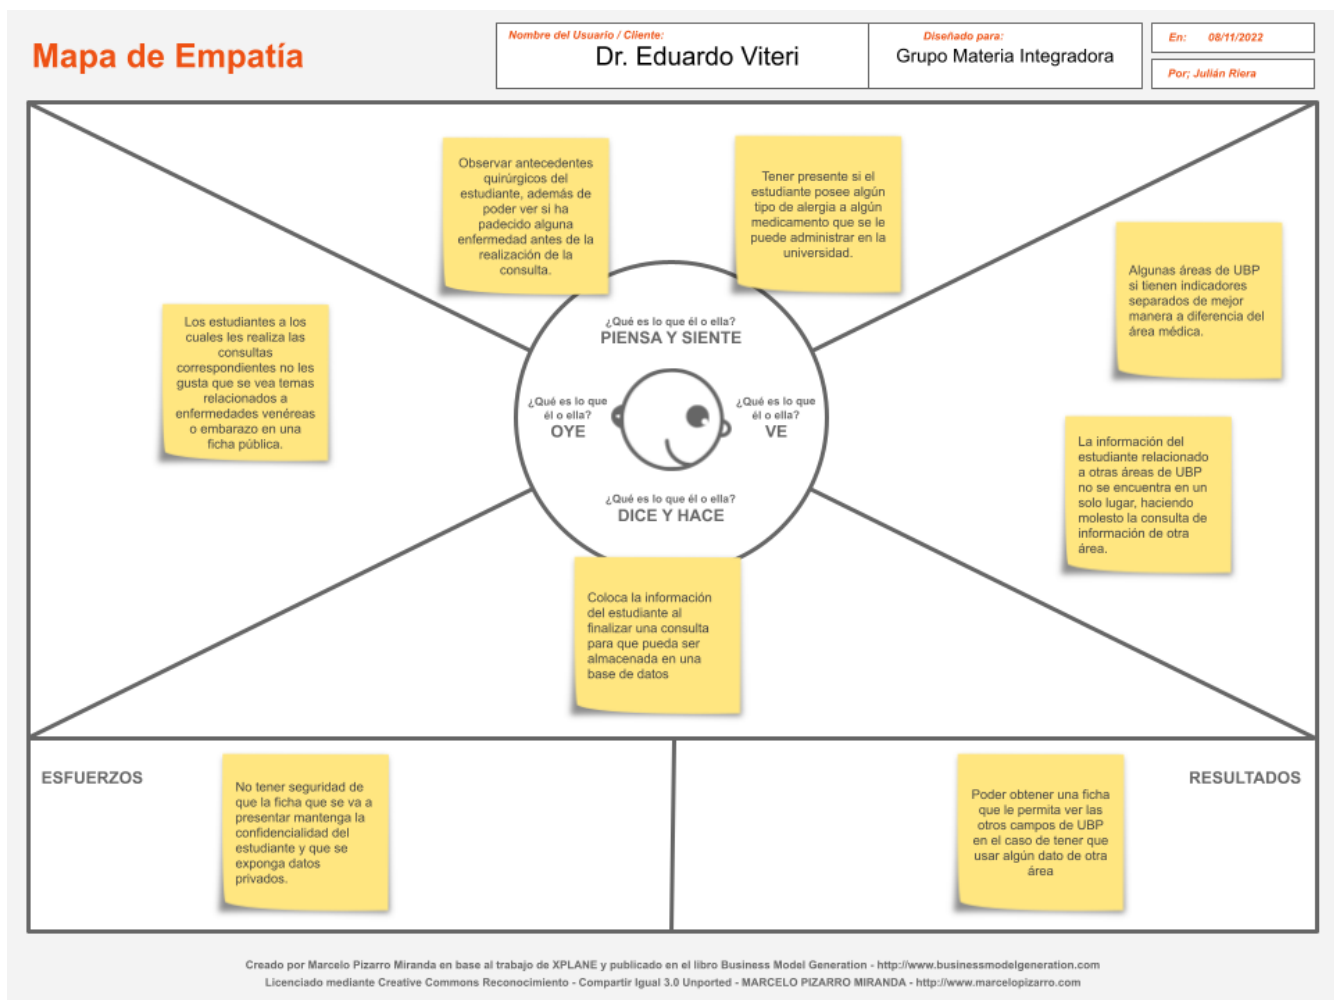 Mapa de Empatía
Nombre del Usuario / Cliente:
Dr. Eduardo Viteri
Diseñado para:
Grupo Materia Integradora
En: 08/11/2022
Por; Julián Riera
Observar antecedentes
quirúrgicos del
estudiante, además de
poder ver si ha
padecido alguna
enfermedad antes de la
realización de la
consulta.
Tener presente si el
estudiante posee algún
tipo de alergia a algún
medicamento que se le
puede administrar en la
universidad.
Los estudiantes a los
cuales les realiza las
consultas
correspondientes no les
gusta que se vea temas
relacionados a
enfermedades venéreas
o embarazo en una
ficha pública.
Algunas áreas de UBP
si tienen indicadores
separados de mejor
manera a diferencia del
área médica.
La información del
estudiante relacionado
a otras áreas de UBP
no se encuentra en un
solo lugar, haciendo
molesto la consulta de
información de otra
área.
¿Qué es lo que él o ella?
PIENSA Y SIENTE
¿Qué es lo que
él o ella?
OYE
¿Qué es lo que
él o ella?
VE
¿Qué es lo que él o ella?
DICE Y HACE
Coloca la información
del estudiante al
finalizar una consulta
para que pueda ser
almacenada en una
base de datos
ESFUERZOS
No tener seguridad de
que la ficha que se va a
presentar mantenga la
confidencialidad del
estudiante y que se
exponga datos
privados.
RESULTADOS
Poder obtener una ficha
que le permita ver las
otros campos de UBP
en el caso de tener que
usar algún dato de otra
área
Creado por Marcelo Pizarro Miranda en base al trabajo de XPLANE y publicado en el libro Business Model Generation - http://www.businessmodelgeneration.com
Licenciado mediante Creative Commons Reconocimiento - Compartir Igual 3.0 Unported - MARCELO PIZARRO MIRANDA - http://www.marcelopizarro.com